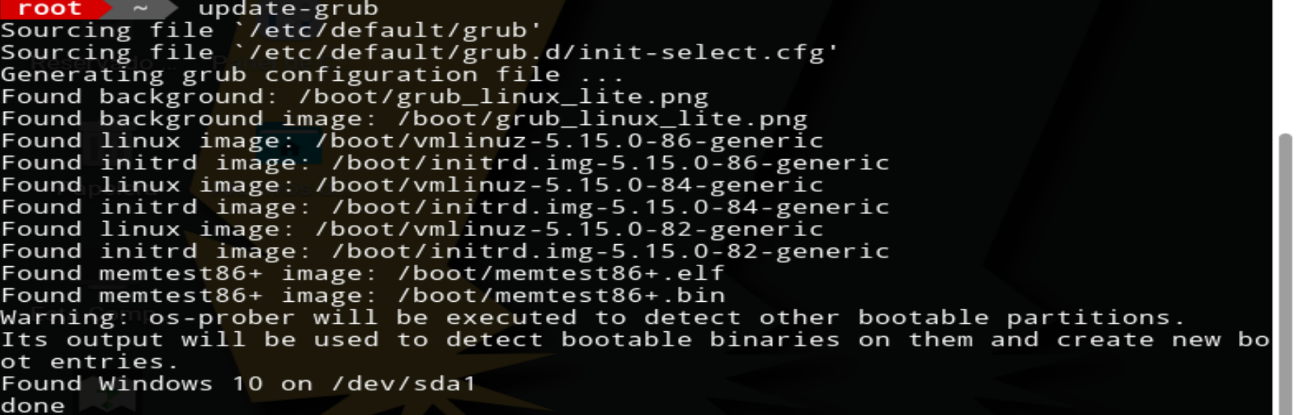 root ~ update-grub
Sourcing file `/etc/default/grub'
Sourcing file `/etc/default/grub.d/init-select.cfg'
Generating grub configuration file ...
Found background: /boot/grub_linux_lite.png
Found background image: /boot/grub_linux_lite.png
Found linux image: /boot/vmlinuz-5.15.0-86-generic
Found initrd image: /boot/initrd.img-5.15.0-86-generic
Found linux image: /boot/vmlinuz-5.15.0-84-generic
Found initrd image: /boot/initrd.img-5.15.0-84-generic
Found linux image: /boot/vmlinuz-5.15.0-82-generic
Found initrd image: /boot/initrd.img-5.15.0-82-generic
Found memtest86+ image: /boot/memtest86+.elf
Found memtest86+ image: /boot/memtest86+.bin
Warning: os-prober will be executed to detect other bootable partitions.
Its output will be used to detect bootable binaries on them and create new bo
ot entries.
Found Windows 10 on /dev/sda1
done